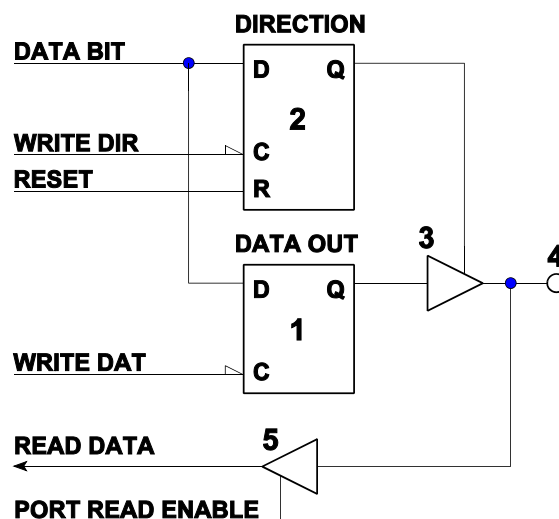 DIRECTION
DATA BIT
D Q
2
WRITE DIR
C
RESET
R
3
DATA OUT
4
D Q
1
WRITE DAT
C
5
READ DATA
PORT READ ENABLE